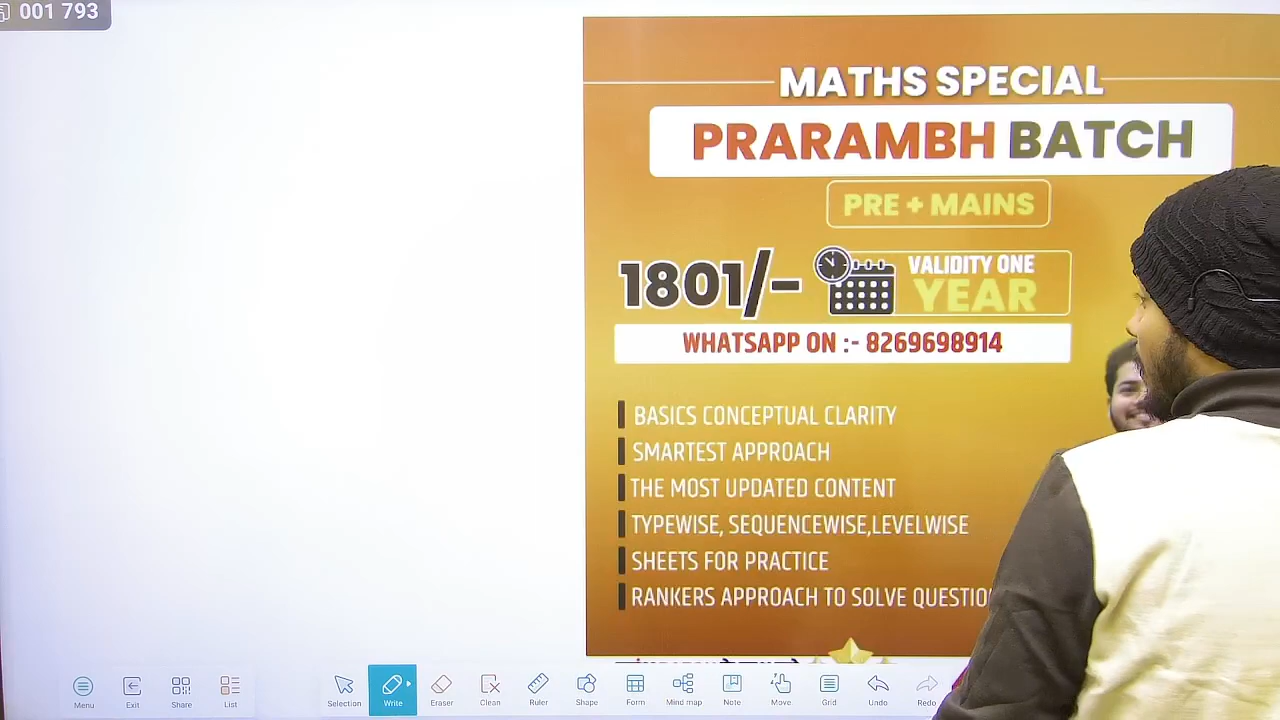 001 793
MATHS SPECIAL
PRARAMBH BATCH
PRE + MAINS
1801/-
VALIDITY ONE
YEAR
WHATSAPP ON :- 8269698914
BASICS CONCEPTUAL CLARITY
SMARTEST APPROACH
THE MOST UPDATED CONTENT
TYPEWISE, SEQUENCEWISE,LEVELWISE
SHEETS FOR PRACTICE
RANKERS APPROACH TO SOLVE
Menu Exit Share List Selection Write Eraser Clean Ruler Shape Form Mind map Note Move Grid Undo Redo